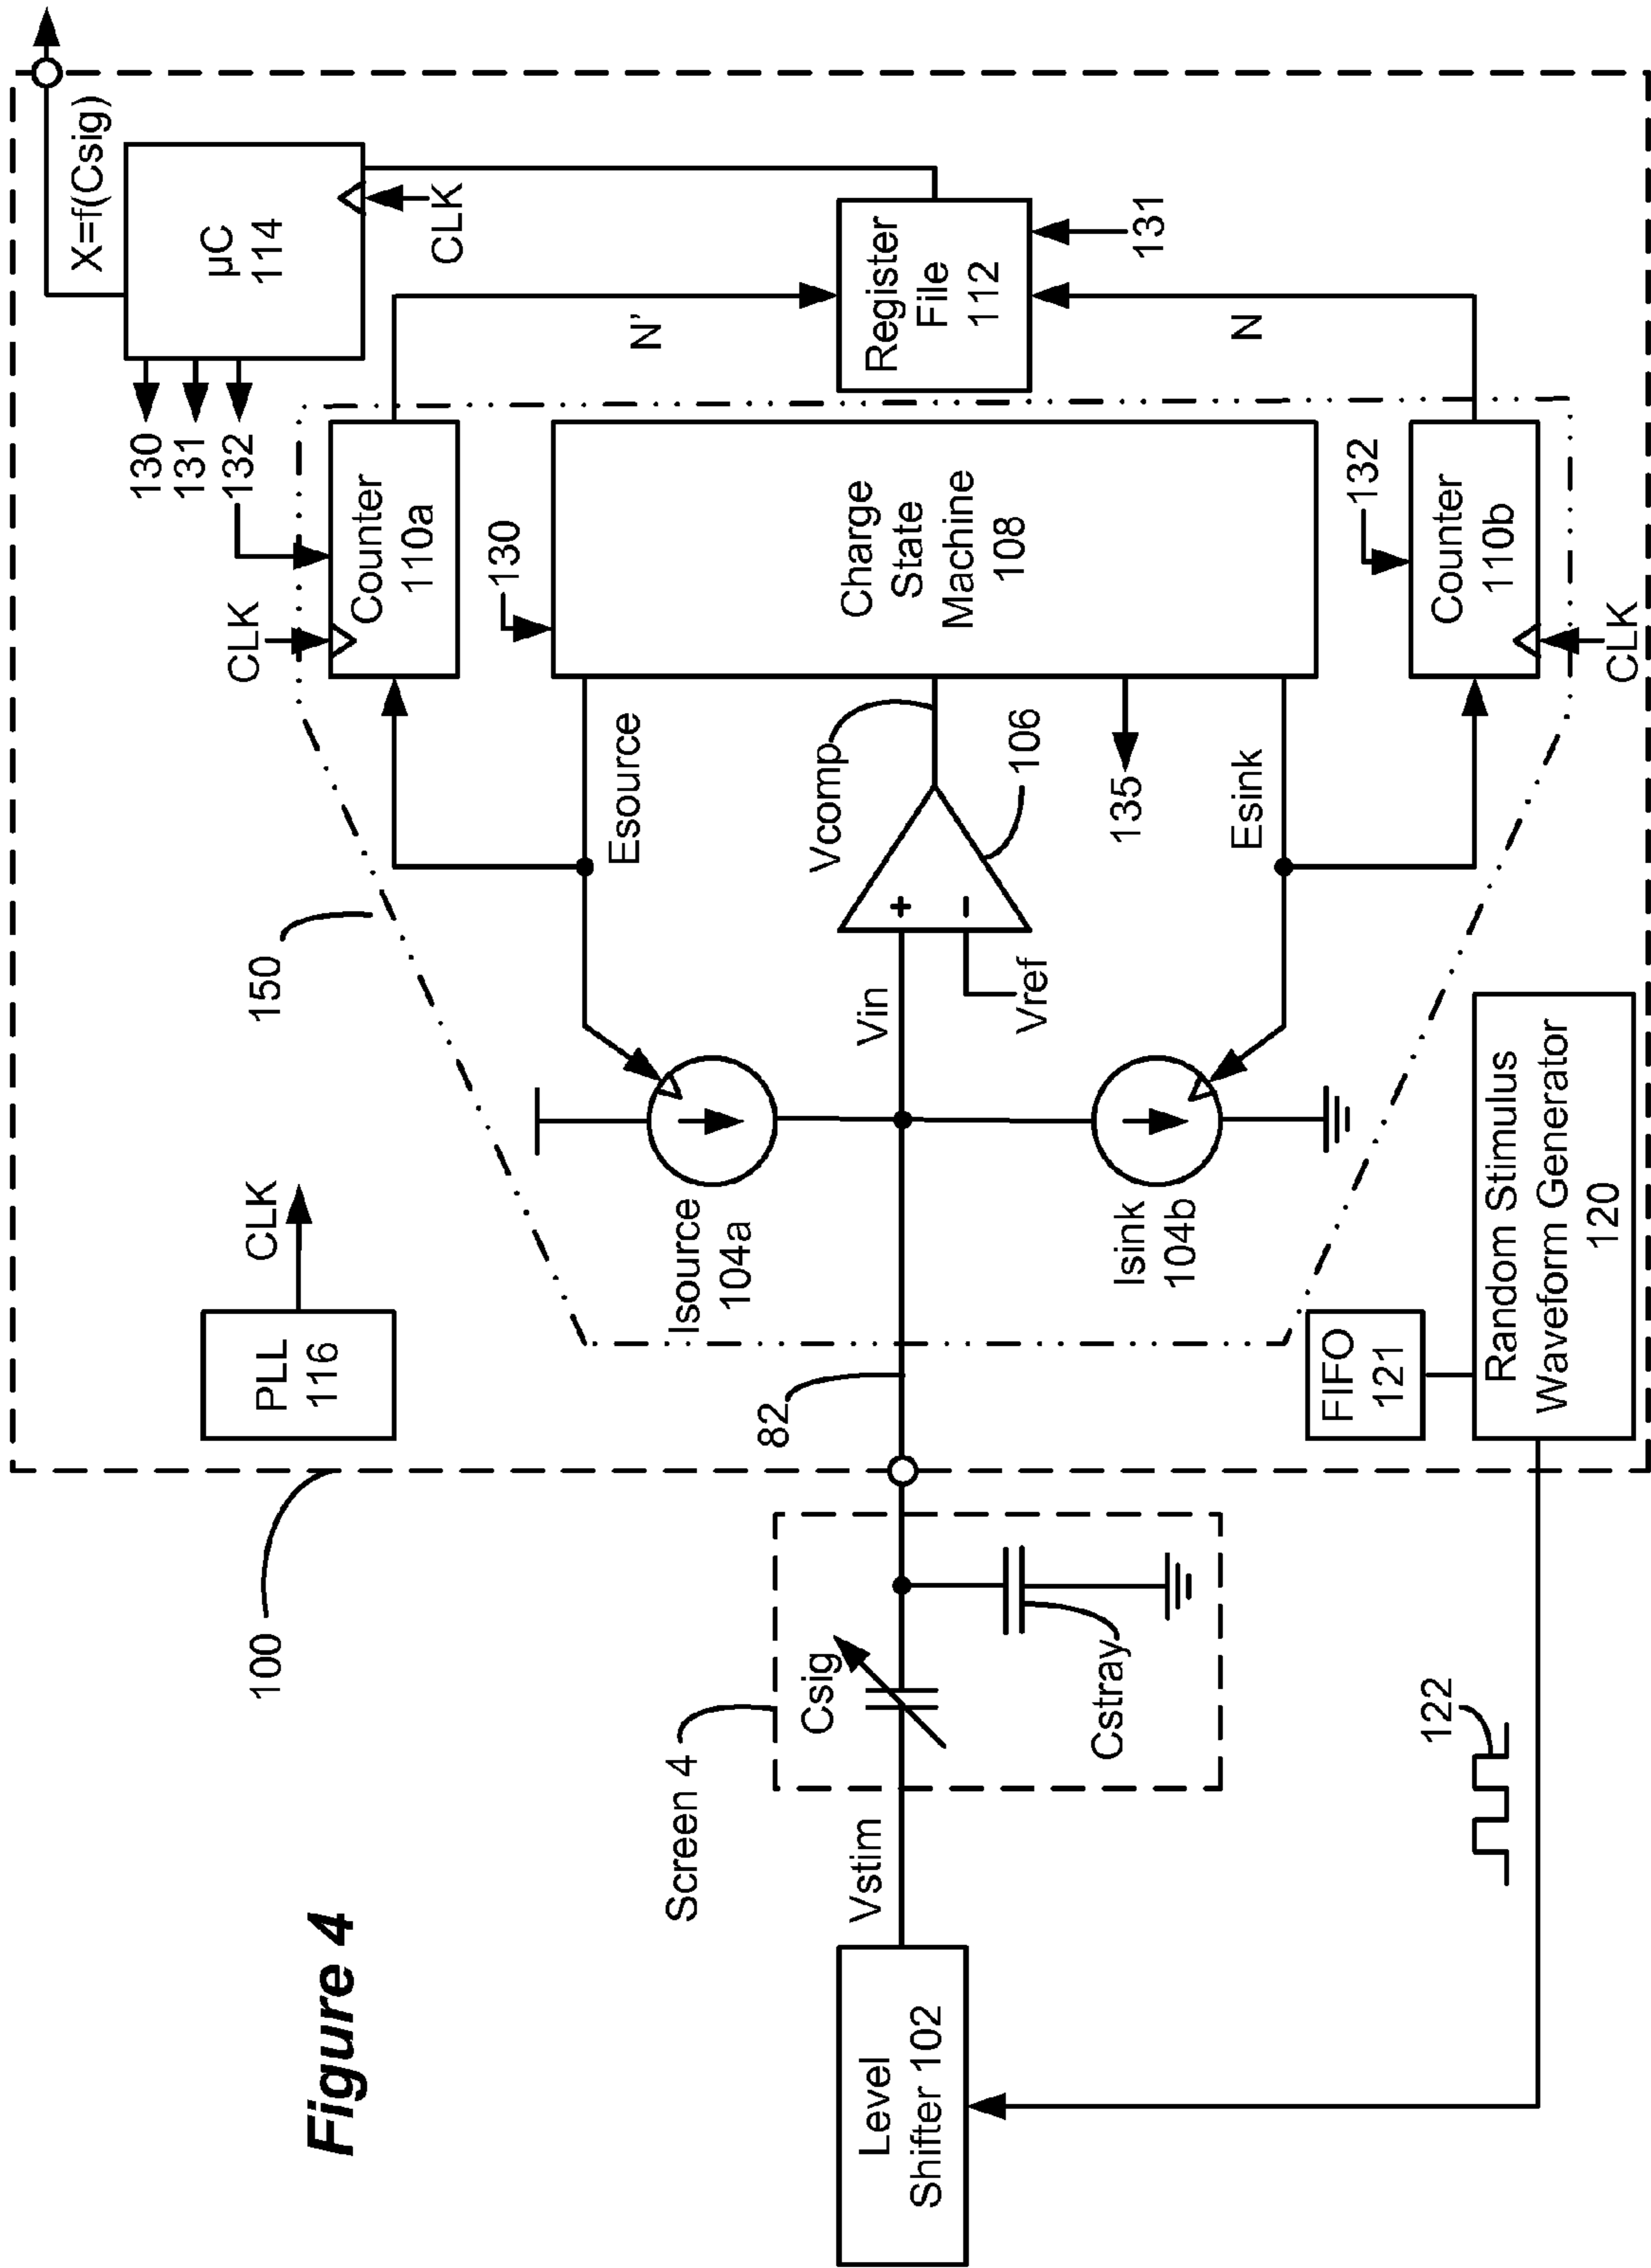 Figure 4
Level
Shifter 102
Vstim
Screen 4
Csig
Cstray
122
100
82
PLL
116
CLK
150
Isource
104a
Isink
104b
FIFO
121
Random Stimulus
Waveform Generator
120
Vin
Vref
Vcomp
106
Esource
135
Esink
CLK
Counter
110a
130
131
132
130
Charge
State
Machine
108
132
Counter
110b
CLK
N'
N
Register
File
112
131
X=f(Csig)
µC
114
CLK